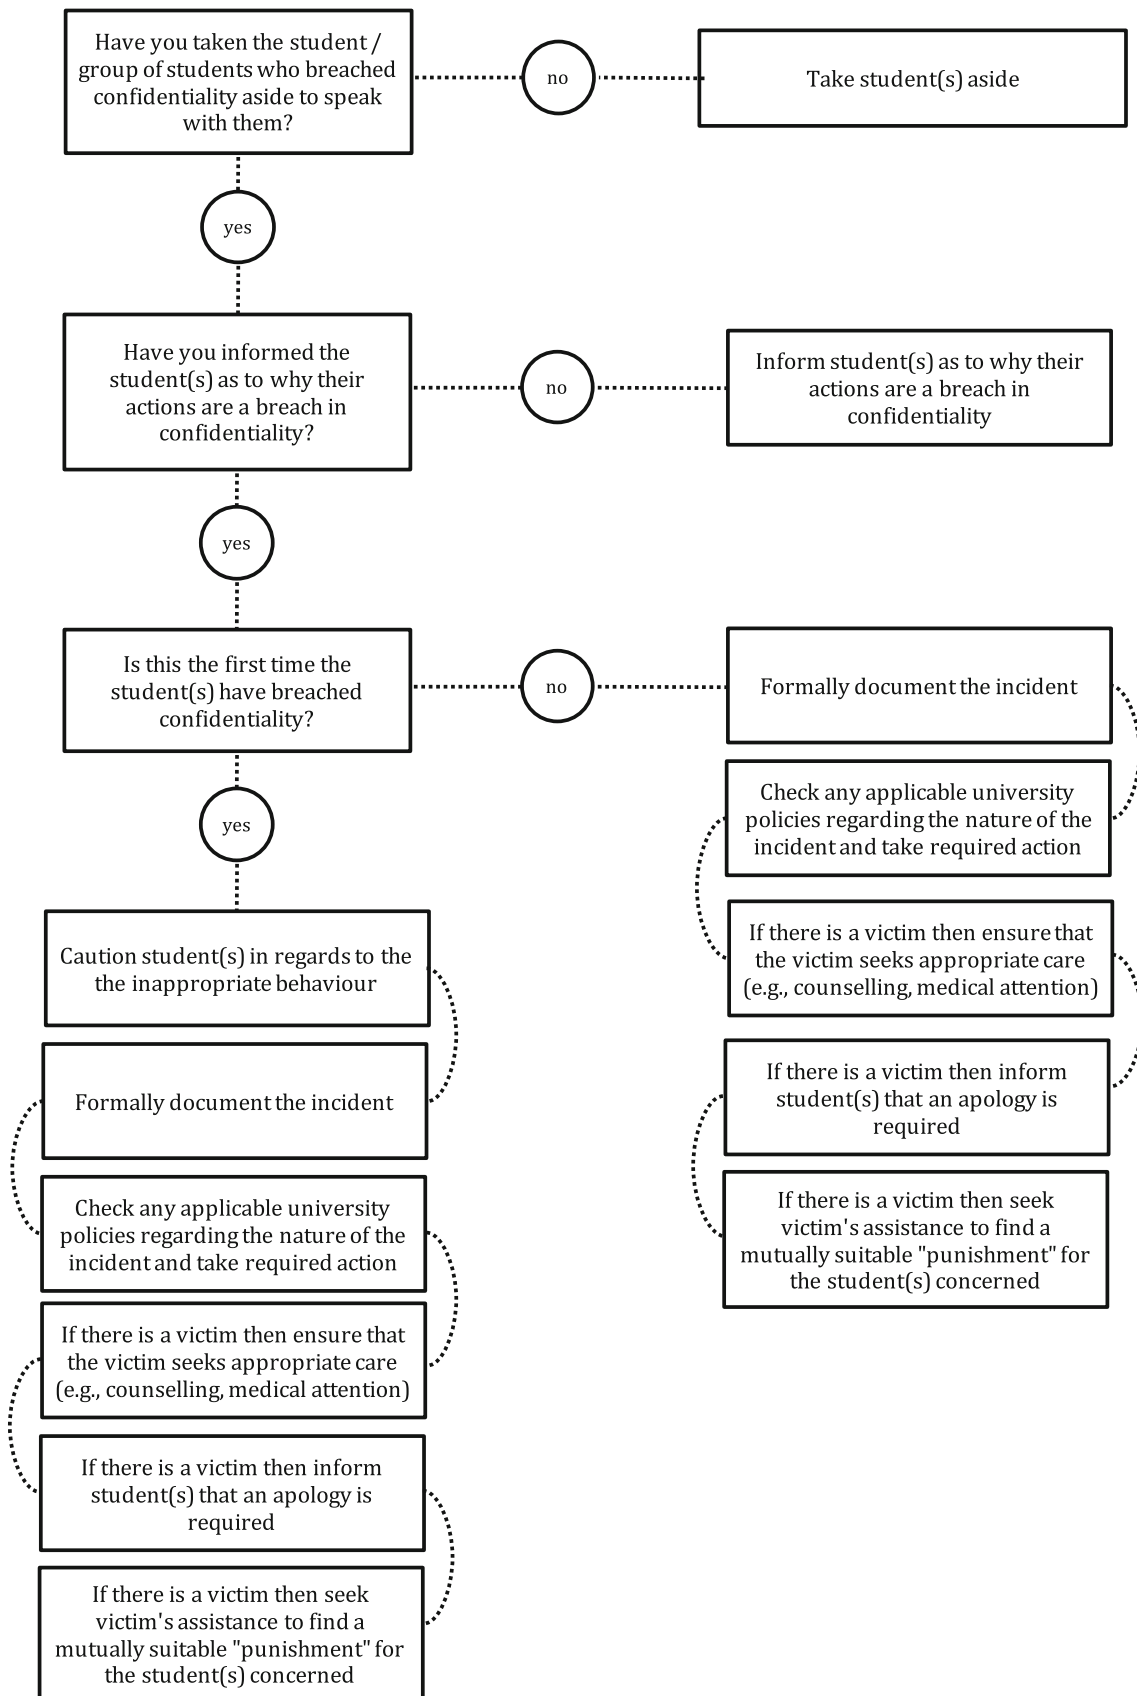 Have you taken the student /
group of students who breached
confidentiality aside to speak
with them?
no
Take student(s) aside
yes
Have you informed the
student(s) as to why their
actions are a breach in
confidentiality?
no
Inform student(s) as to why their
actions are a breach in
confidentiality
yes
Is this the first time the
student(s) have breached
confidentiality?
no
Formally document the incident
Check any applicable university
policies regarding the nature of the
incident and take required action
If there is a victim then ensure that
the victim seeks appropriate care
(e.g., counselling, medical attention)
If there is a victim then inform
student(s) that an apology is
required
If there is a victim then seek
victim's assistance to find a
mutually suitable "punishment" for
the student(s) concerned
yes
Caution student(s) in regards to the
the inappropriate behaviour
Formally document the incident
Check any applicable university
policies regarding the nature of the
incident and take required action
If there is a victim then ensure that
the victim seeks appropriate care
(e.g., counselling, medical attention)
If there is a victim then inform
student(s) that an apology is
required
If there is a victim then seek
victim's assistance to find a
mutually suitable "punishment" for
the student(s) concerned